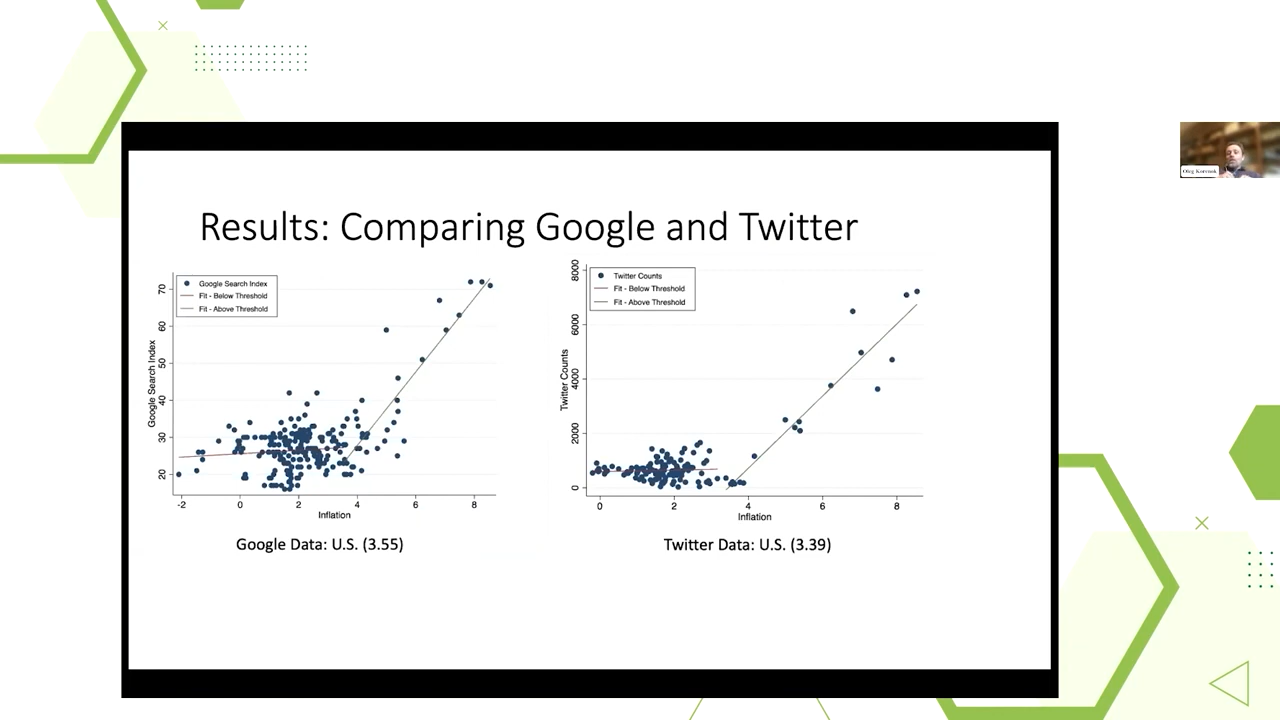 Results: Comparing Google and Twitter
Google Search Index
Fit - Below Threshold
Fit - Above Threshold
Google Search Index
70
60
50
40
30
20
-2 0 2 4 6 8
Inflation
Google Data: U.S. (3.55)
Twitter Counts
Fit - Below Threshold
Fit - Above Threshold
Twitter Counts
8000
6000
4000
2000
0
0 2 4 6 8
Inflation
Twitter Data: U.S. (3.39)
Oleg Korenok